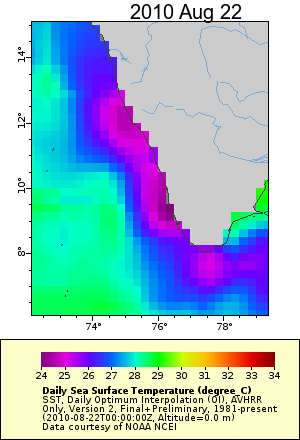 2010 Aug 22
14°
12°
10°
8°
74°
76°
78°
24 25 26 27 28 29 30 31 32 33 34
Daily Sea Surface Temperature (degree_C)
SST, Daily Optimum Interpolation (OI), AVHRR
Only, Version 2, Final+Preliminary, 1981-present
(2010-08-22T00:00:00Z, Altitude=0.0 m)
Data courtesy of NOAA NCEI